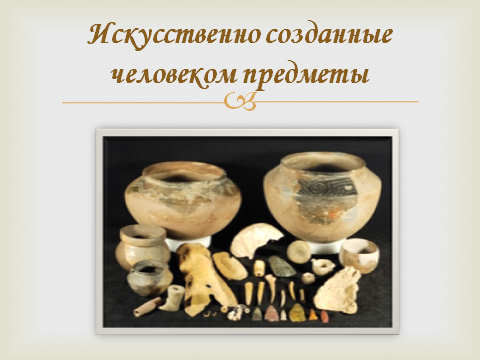 Искусственно созданные
человеком предметы